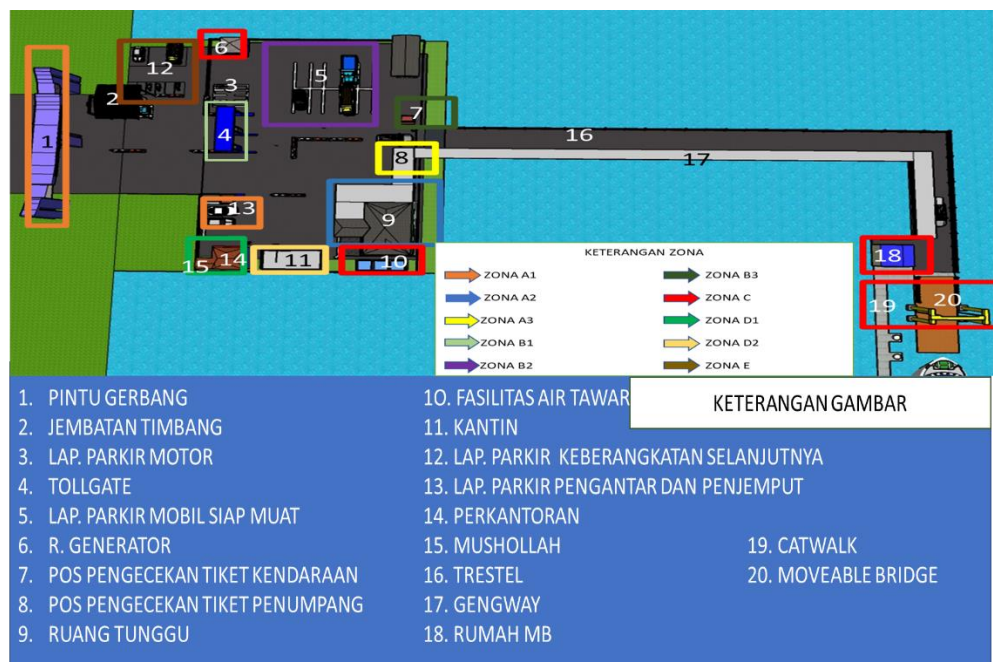 6
12
5
2
3
7
4
16
1
8
17
13
9
15
14
11
10
18
19
20
KETERANGAN ZONA
ZONA A1
ZONA A2
ZONA A3
ZONA B1
ZONA B2
ZONA B3
ZONA C
ZONA D1
ZONA D2
ZONA E
KETERANGAN GAMBAR
1. PINTU GERBANG
2. JEMBATAN TIMBANG
3. LAP. PARKIR MOTOR
4. TOLLGATE
5. LAP. PARKIR MOBIL SIAP MUAT
6. R. GENERATOR
7. POS PENGECEKAN TIKET KENDARAAN
8. POS PENGECEKAN TIKET PENUMPANG
9. RUANG TUNGGU
1O. FASILITAS AIR TAWAR
11. KANTIN
12. LAP. PARKIR KEBERANGKATAN SELANJUTNYA
13. LAP. PARKIR PENGANTAR DAN PENJEMPUT
14. PERKANTORAN
15. MUSHOLLAH
16. TRESTEL
17. GENGWAY
18. RUMAH MB
19. CATWALK
20. MOVEABLE BRIDGE